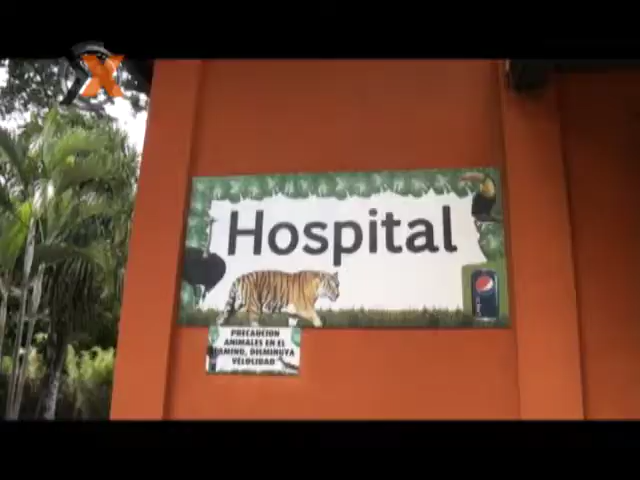 X
Hospital
PRECAUCION
ANIMALES EN EL
CAMINO, DISMINUYA
VELOCIDAD